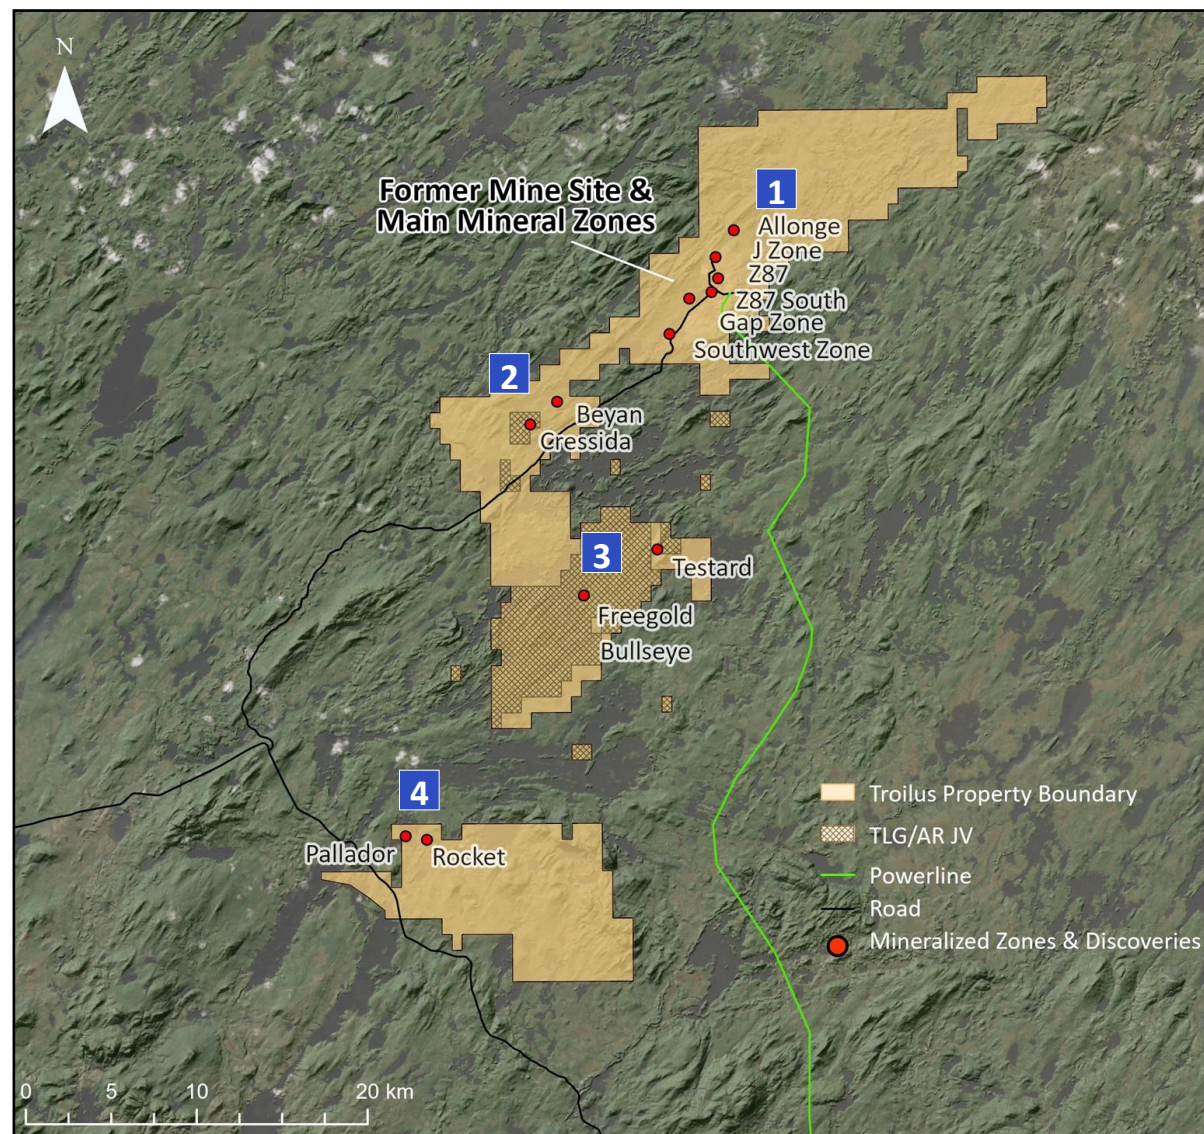 N
Former Mine Site &
Main Mineral Zones
1
Allonge
J Zone
Z87
Z87 South
Gap Zone
Southwest Zone
2
Beyan
Cressida
3
Testard
Freegold
Bullseye
4
Pallador
Rocket
Troilus Property Boundary
TLG/AR JV
Powerline
Road
Mineralized Zones & Discoveries
0 5 10 20 km